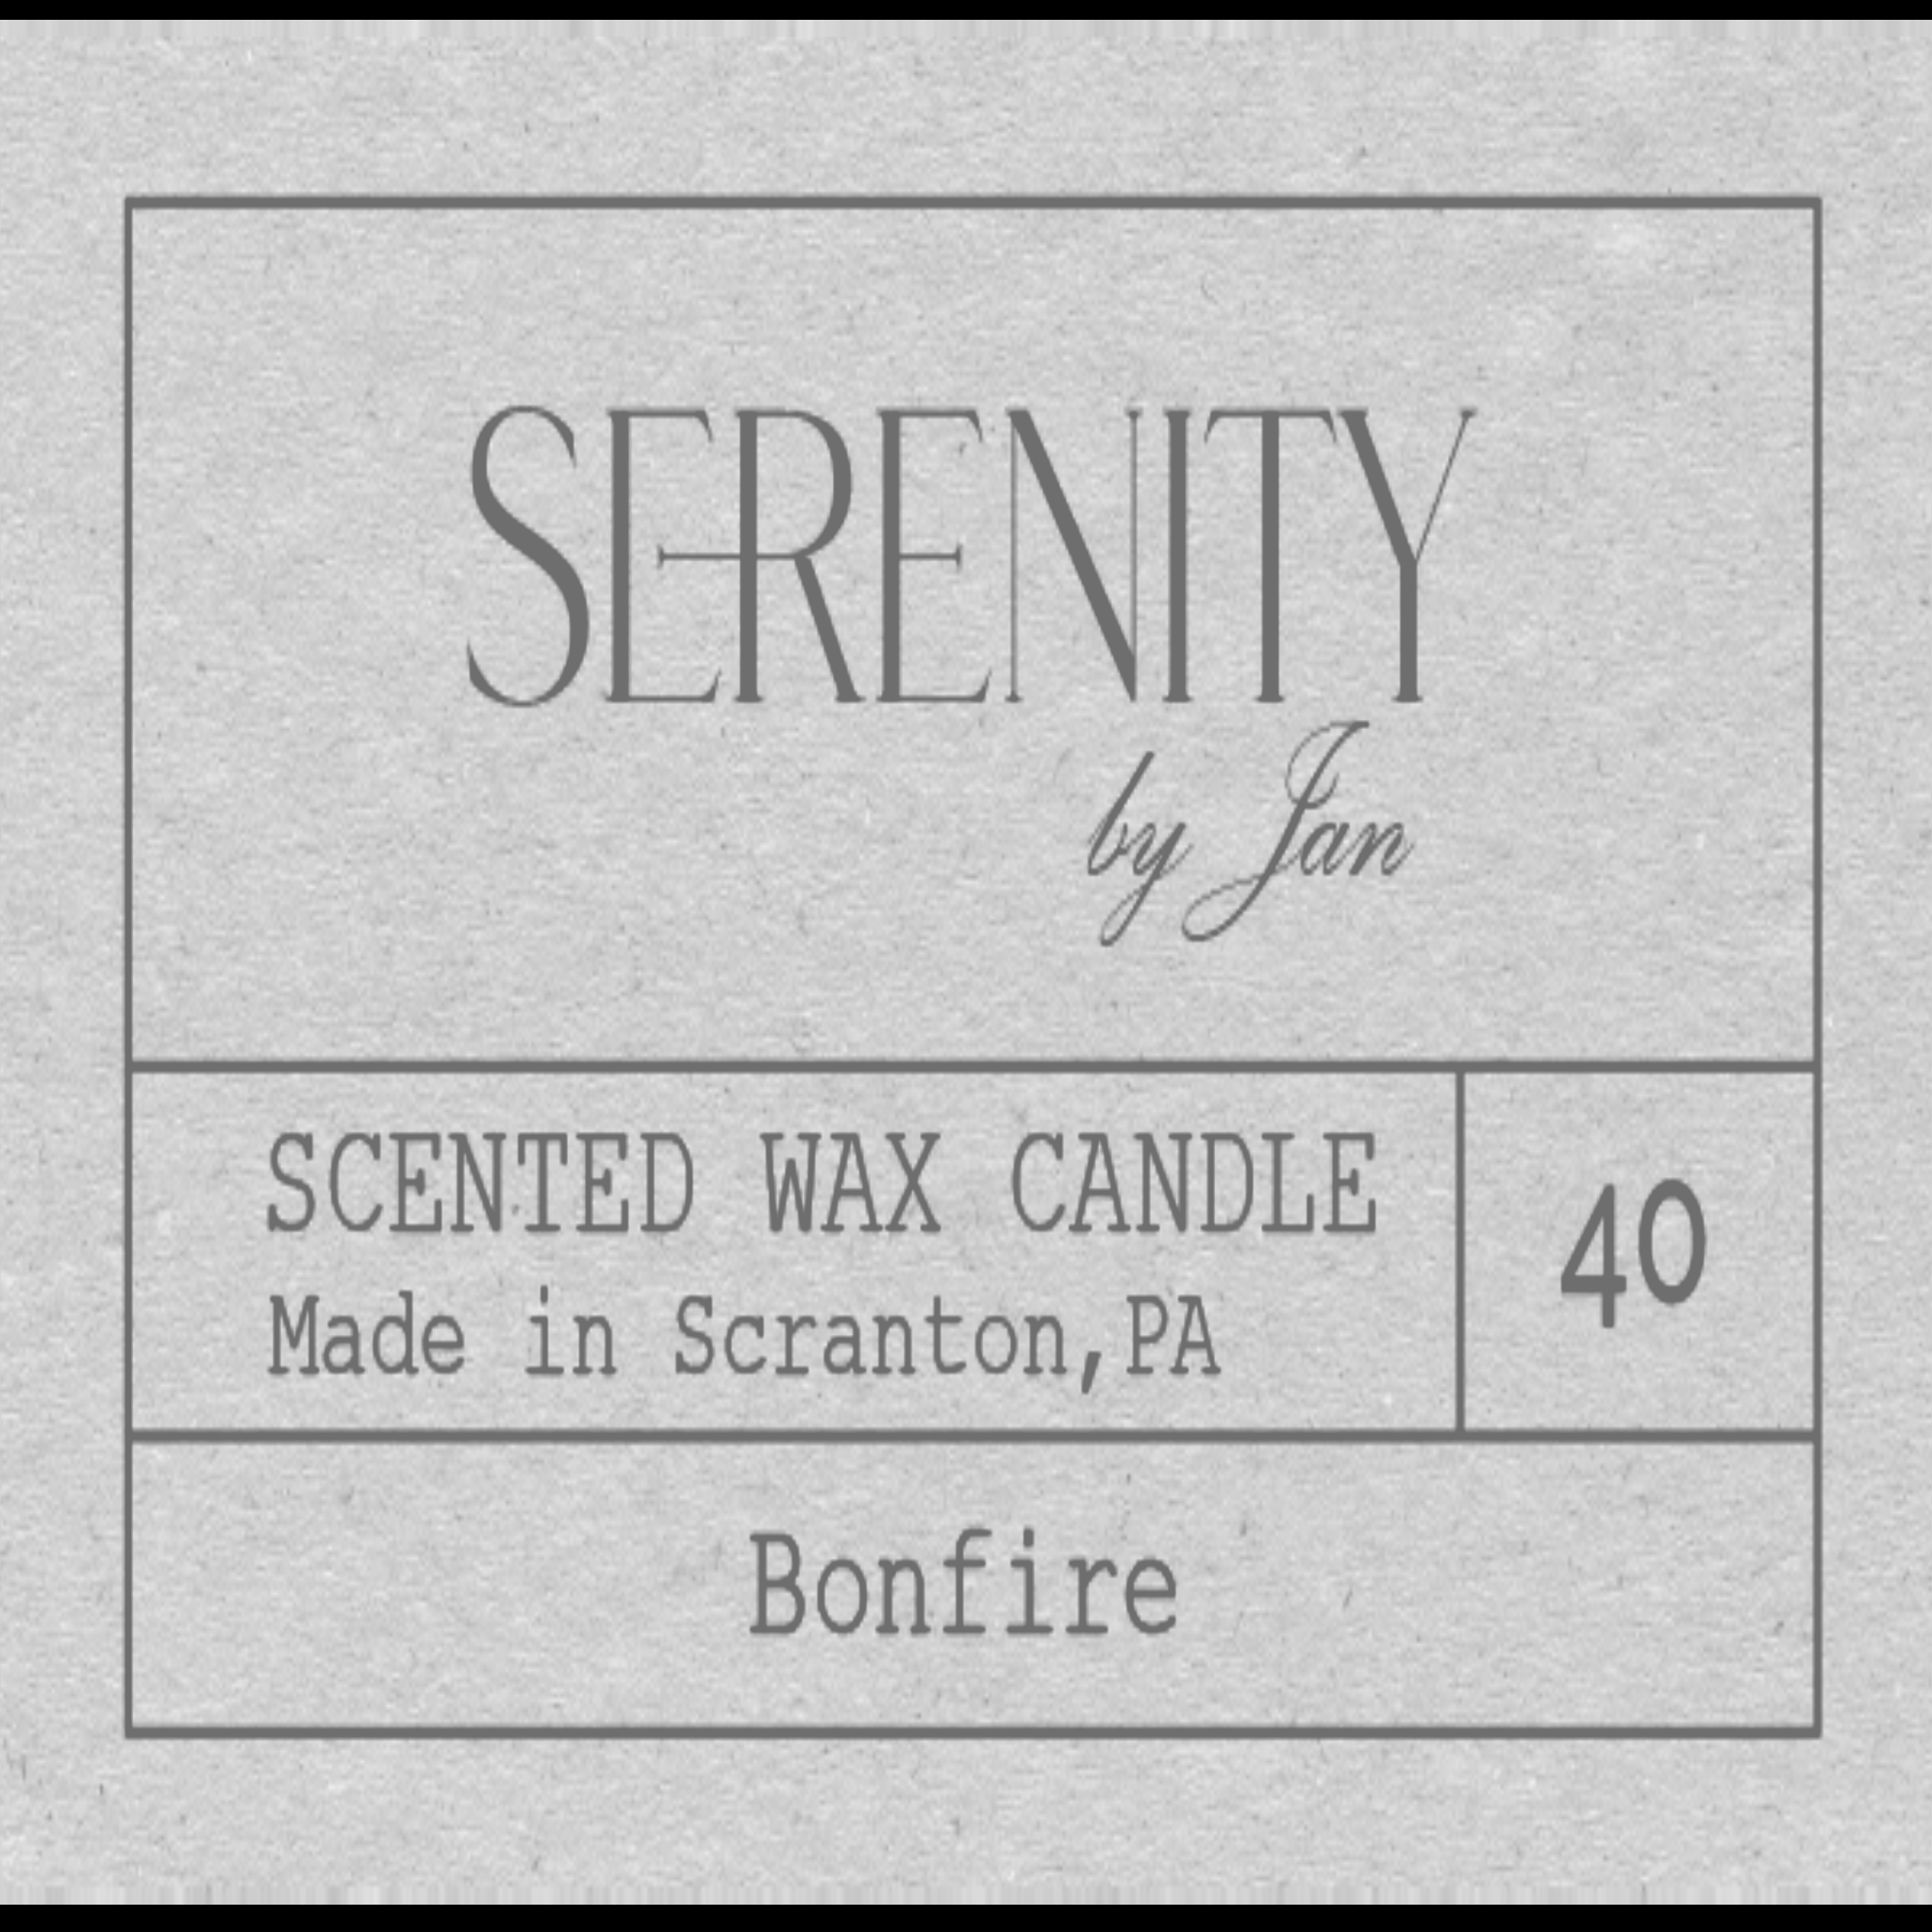 SERENITY
by Jan
SCENTED WAX CANDLE
Made in Scranton,PA
40
Bonfire